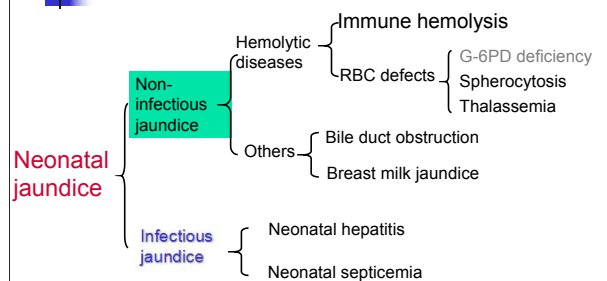 Immune hemolysis
Hemolytic
diseases
G-6PD deficiency
RBC defects
Spherocytosis
Non-
infectious
jaundice
Thalassemia
Bile duct obstruction
Others
Breast milk jaundice
Neonatal
jaundice
Infectious
jaundice
Neonatal hepatitis
Neonatal septicemia